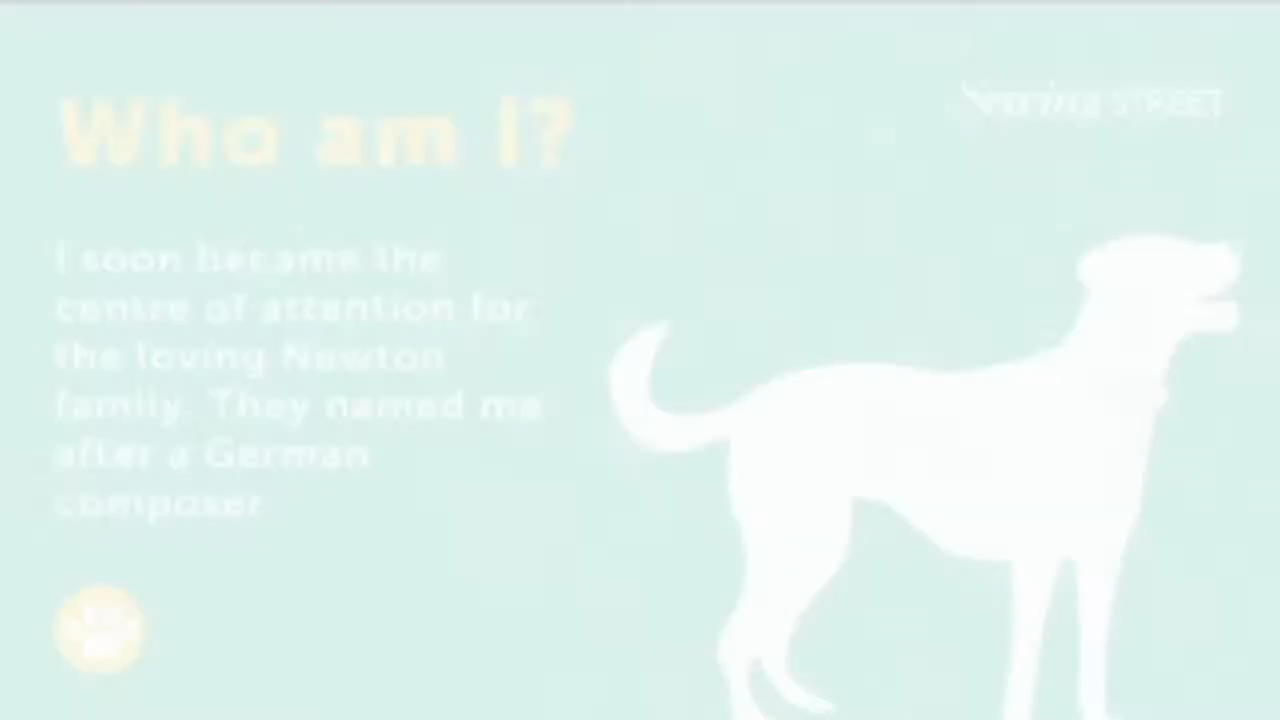 Who am I?
STREET
I soon became the
centre of attention for
the loving Newton
family. They named me
after a German
composer